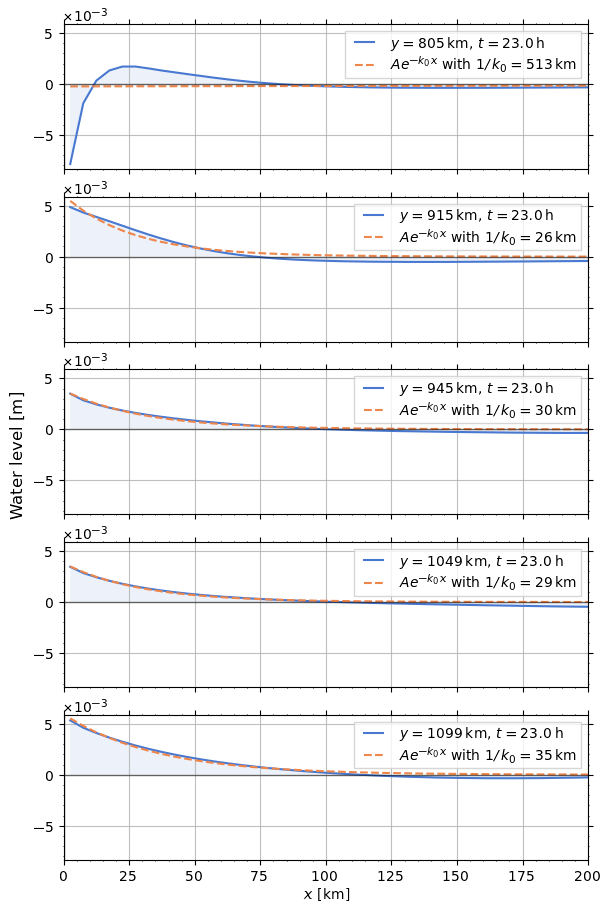 ×10⁻³
5
0
−5
y = 805 km, t = 23.0 h
Ae^{−k₀x} with 1/k₀ = 513 km
×10⁻³
5
0
−5
y = 915 km, t = 23.0 h
Ae^{−k₀x} with 1/k₀ = 26 km
×10⁻³
5
0
−5
y = 945 km, t = 23.0 h
Ae^{−k₀x} with 1/k₀ = 30 km
Water level [m]
×10⁻³
5
0
−5
y = 1049 km, t = 23.0 h
Ae^{−k₀x} with 1/k₀ = 29 km
×10⁻³
5
0
−5
y = 1099 km, t = 23.0 h
Ae^{−k₀x} with 1/k₀ = 35 km
0 25 50 75 100 125 150 175 200
x [km]